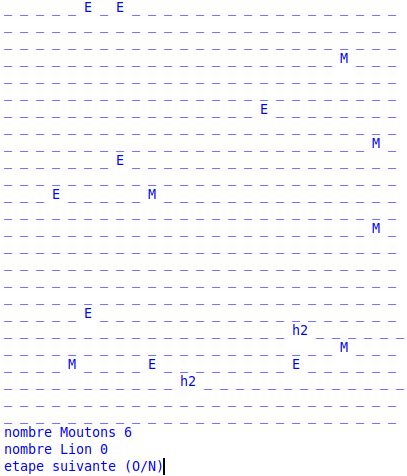 _ _ _ _ _ E _ E _ _ _ _ _ _ _ _ _ _ _ _ _ _ _ _ _
_ _ _ _ _ _ _ _ _ _ _ _ _ _ _ _ _ _ _ _ _ _ _ _ _
_ _ _ _ _ _ _ _ _ _ _ _ _ _ _ _ _ _ _ _ _ _ _ _ _
_ _ _ _ _ _ _ _ _ _ _ _ _ _ _ _ _ _ _ _ _ M _ _ _
_ _ _ _ _ _ _ _ _ _ _ _ _ _ _ _ _ _ _ _ _ _ _ _ _
_ _ _ _ _ _ _ _ _ _ _ _ _ _ _ _ _ _ _ _ _ _ _ _ _
_ _ _ _ _ _ _ _ _ _ _ _ _ _ _ _ E _ _ _ _ _ _ _ _
_ _ _ _ _ _ _ _ _ _ _ _ _ _ _ _ _ _ _ _ _ _ _ _ _
_ _ _ _ _ _ _ _ _ _ _ _ _ _ _ _ _ _ _ _ _ _ _ M _
_ _ _ _ _ _ _ E _ _ _ _ _ _ _ _ _ _ _ _ _ _ _ _ _
_ _ _ _ _ _ _ _ _ _ _ _ _ _ _ _ _ _ _ _ _ _ _ _ _
_ _ _ E _ _ _ _ _ M _ _ _ _ _ _ _ _ _ _ _ _ _ _ _
_ _ _ _ _ _ _ _ _ _ _ _ _ _ _ _ _ _ _ _ _ _ _ _ _
_ _ _ _ _ _ _ _ _ _ _ _ _ _ _ _ _ _ _ _ _ _ _ M _
_ _ _ _ _ _ _ _ _ _ _ _ _ _ _ _ _ _ _ _ _ _ _ _ _
_ _ _ _ _ _ _ _ _ _ _ _ _ _ _ _ _ _ _ _ _ _ _ _ _
_ _ _ _ _ _ _ _ _ _ _ _ _ _ _ _ _ _ _ _ _ _ _ _ _
_ _ _ _ _ _ _ _ _ _ _ _ _ _ _ _ _ _ _ _ _ _ _ _ _
_ _ _ _ _ E _ _ _ _ _ _ _ _ _ _ _ _ _ _ _ _ _ _ _
_ _ _ _ _ _ _ _ _ _ _ _ _ _ _ _ _ _ h2 _ _ _ _ _ _
_ _ _ _ _ _ _ _ _ _ _ _ _ _ _ _ _ _ _ _ _ M _ _ _
_ _ _ _ M _ _ _ _ E _ _ _ _ _ _ _ _ E _ _ _ _ _ _
_ _ _ _ _ _ _ _ _ _ _ h2 _ _ _ _ _ _ _ _ _ _ _ _ _
_ _ _ _ _ _ _ _ _ _ _ _ _ _ _ _ _ _ _ _ _ _ _ _ _
_ _ _ _ _ _ _ _ _ _ _ _ _ _ _ _ _ _ _ _ _ _ _ _ _
nombre Moutons 6
nombre Lion 0
etape suivante (O/N)